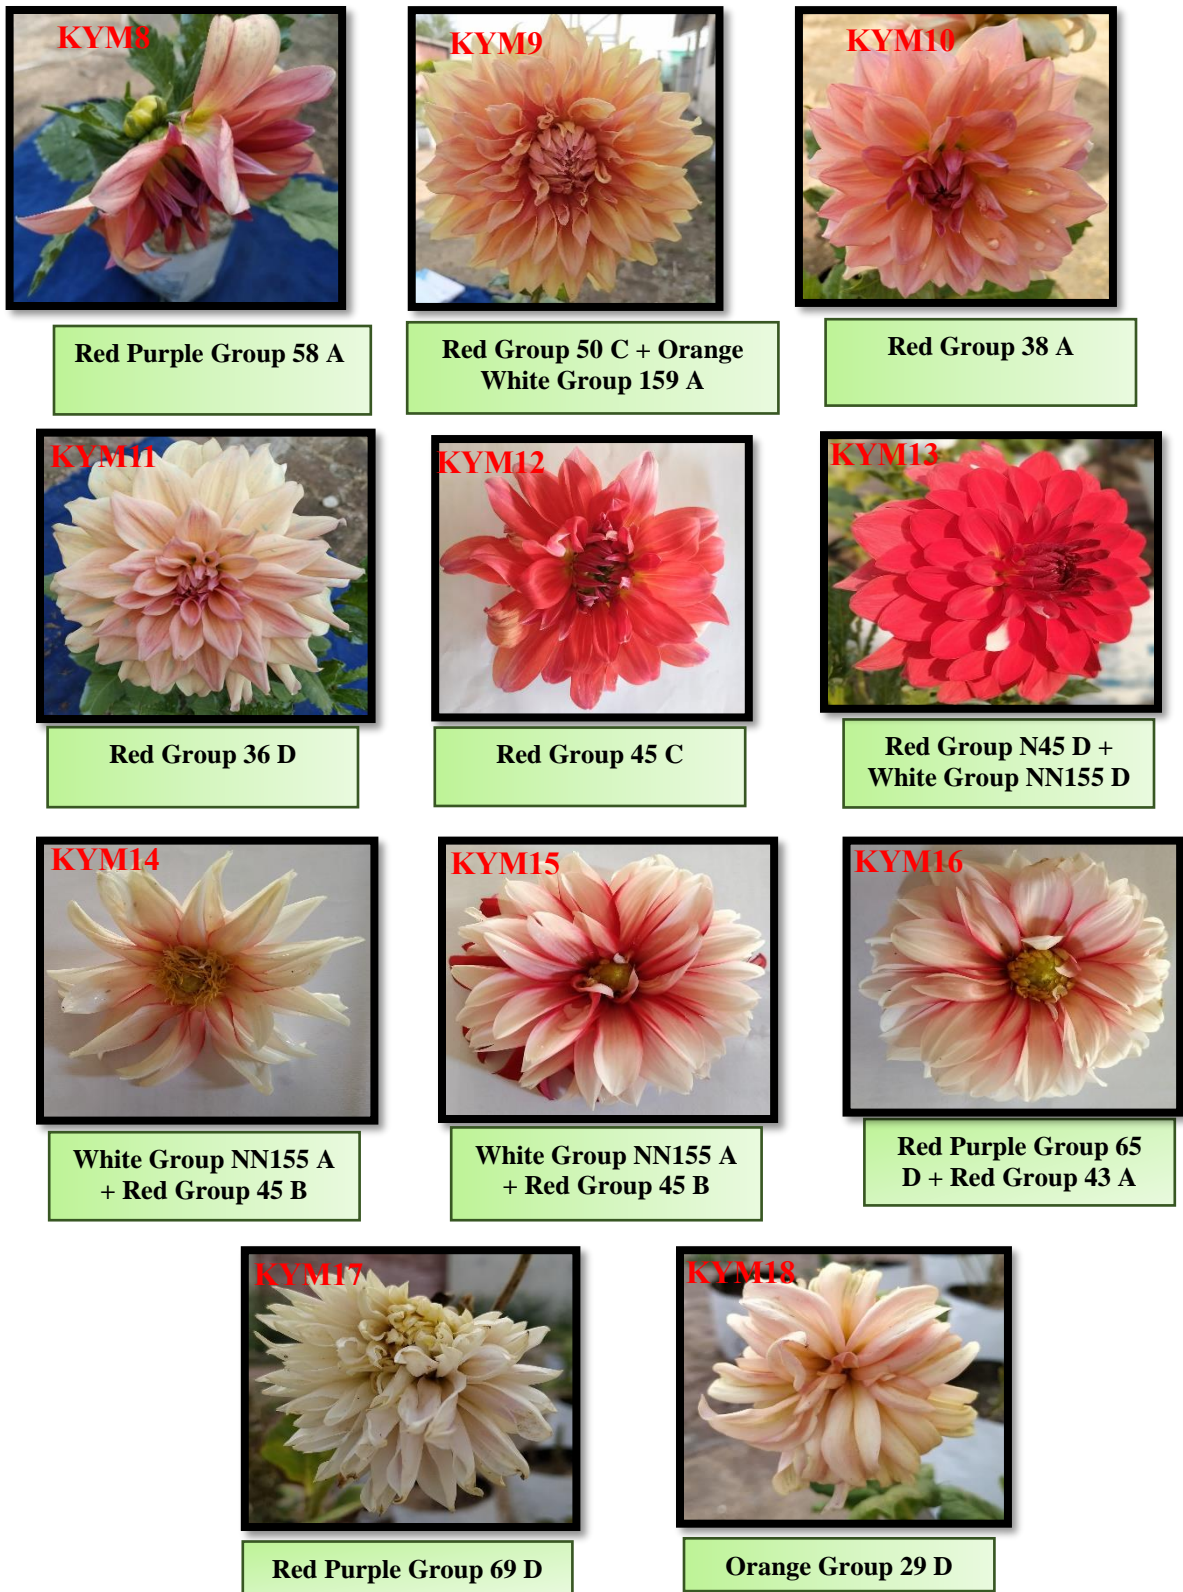 KYM8
KYM9
KYM10
Red Purple Group 58 A
Red Group 50 C + Orange
White Group 159 A
Red Group 38 A
KYM11
KYM12
KYM13
Red Group 36 D
Red Group 45 C
Red Group N45 D +
White Group NN155 D
KYM14
KYM15
KYM16
White Group NN155 A
+ Red Group 45 B
White Group NN155 A
+ Red Group 45 B
Red Purple Group 65
D + Red Group 43 A
KYM17
KYM18
Red Purple Group 69 D
Orange Group 29 D